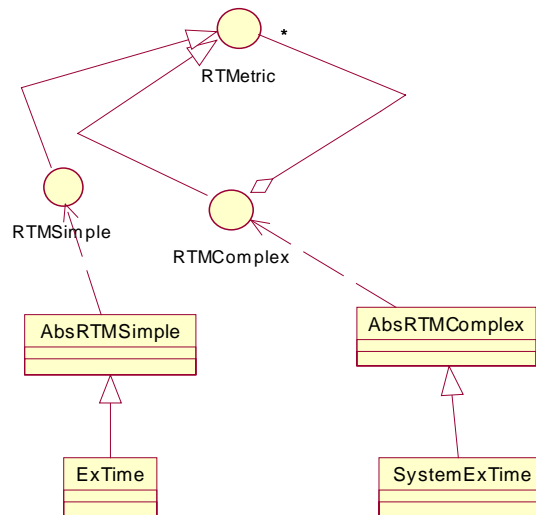 *
RTMetric
RTMSimple
RTMComplex
AbsRTMSimple
AbsRTMComplex
ExTime
SystemExTime